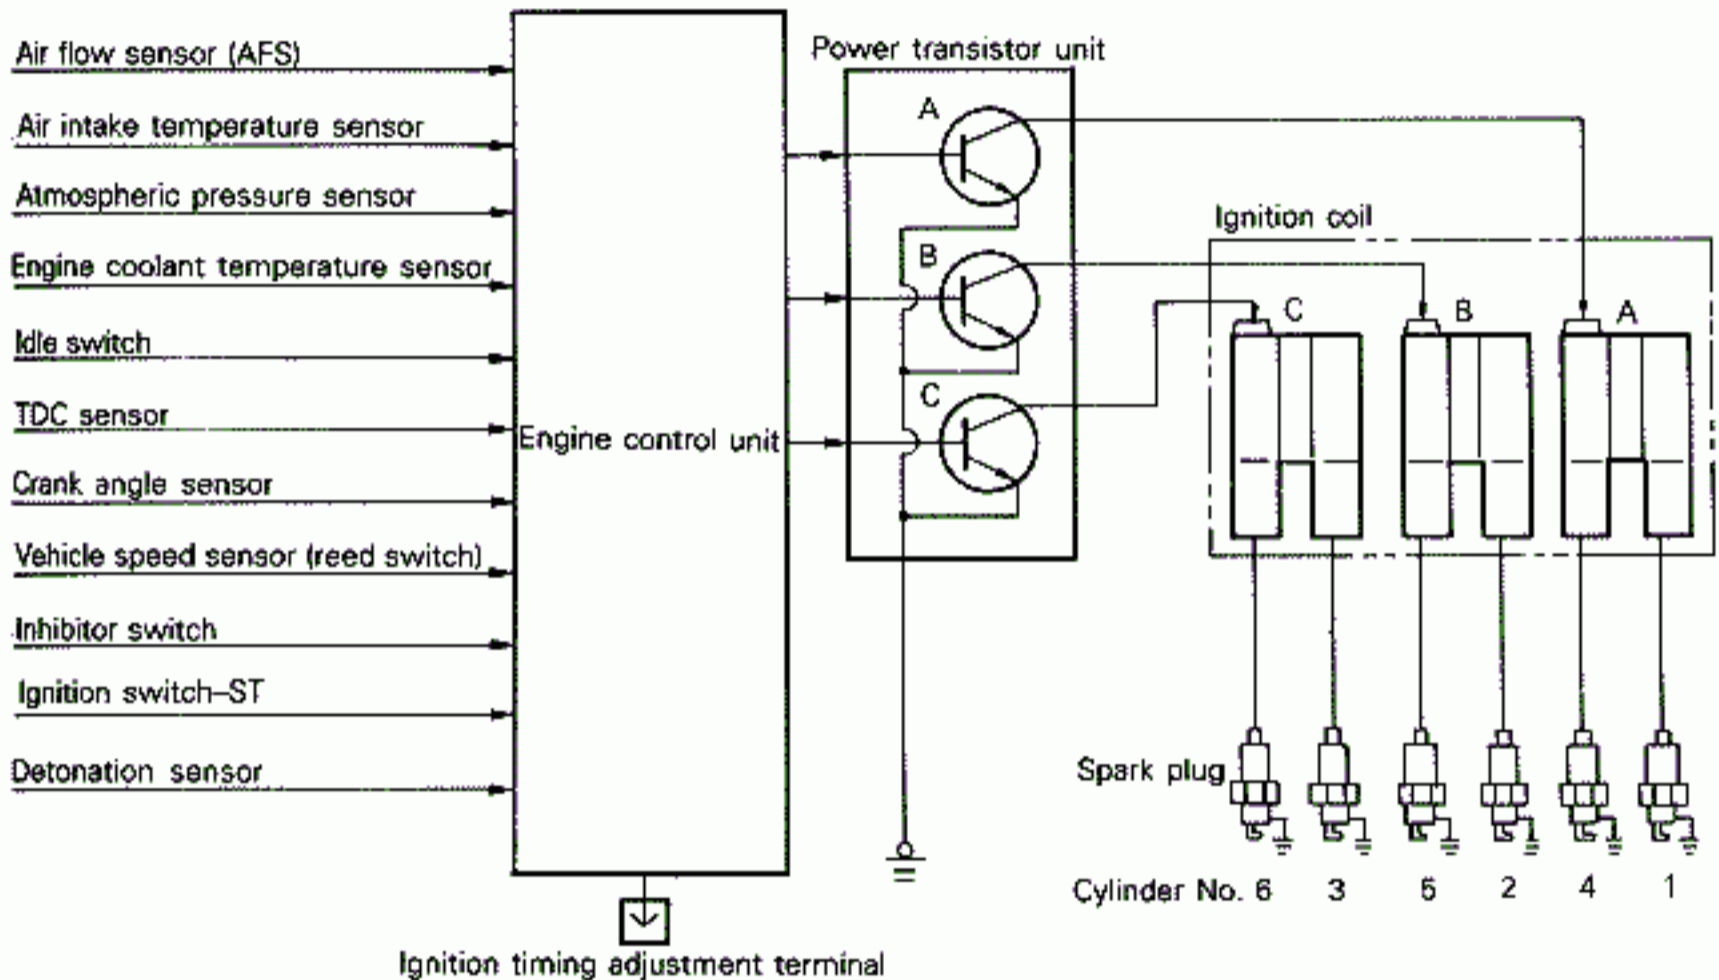 Air flow sensor (AFS)
Air intake temperature sensor
Atmospheric pressure sensor
Engine coolant temperature sensor
Idle switch
TDC sensor
Crank angle sensor
Vehicle speed sensor (reed switch)
Inhibitor switch
Ignition switch–ST
Detonation sensor
Engine control unit
Ignition timing adjustment terminal
Power transistor unit
A
B
C
Ignition coil
C B A
Spark plug
Cylinder No. 6 3 5 2 4 1